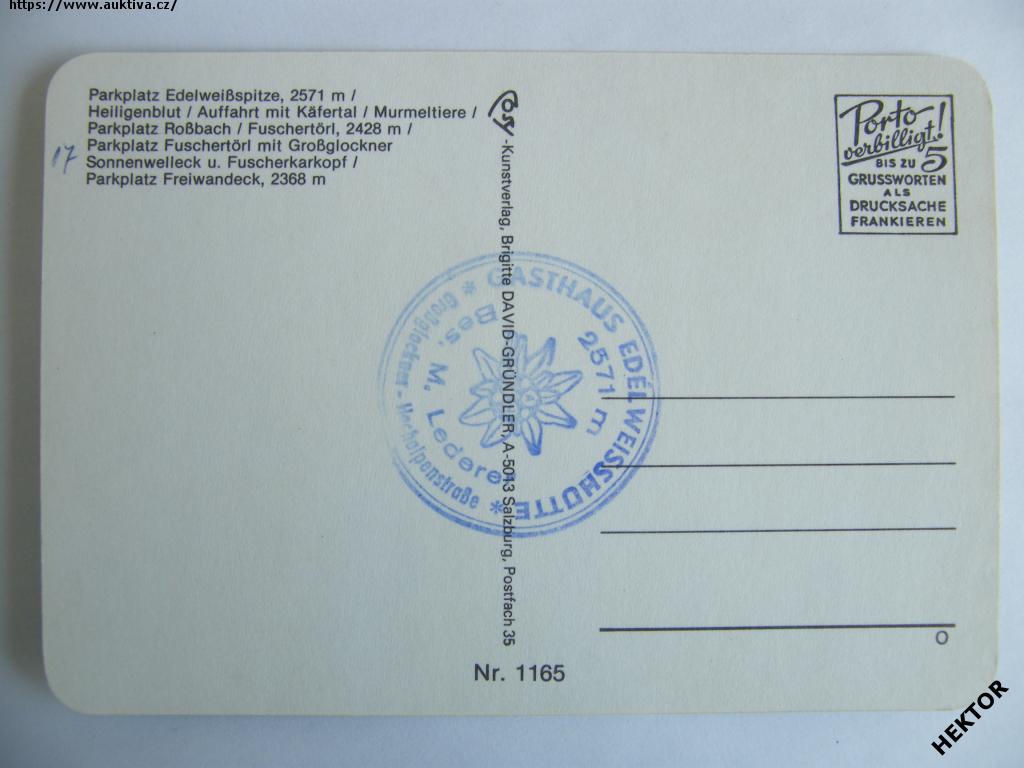 https://www.auktiva.cz/
Parkplatz Edelweißspitze, 2571 m /
Heiligenblut / Auffahrt mit Käfertal / Murmeltiere /
Parkplatz Roßbach / Fuschertörl, 2428 m /
Parkplatz Fuschertörl mit Großglockner
Sonnenwelleck u. Fuscherkarkopf /
Parkplatz Freiwandeck, 2368 m
17
Cosy-Kunstverlag, Brigitte DAVID-GRÜNDLER, A-5013 Salzburg, Postfach 35
Porto
verbilligt!
BIS ZU 5
GRUSSWORTEN
ALS
DRUCKSACHE
FRANKIEREN
* GASTHAUS EDELWEISSHÜTTE *
2571 m
Bes. M. Lederer
Großglockner - Hochalpenstraße
Nr. 1165
O
HEKTOR